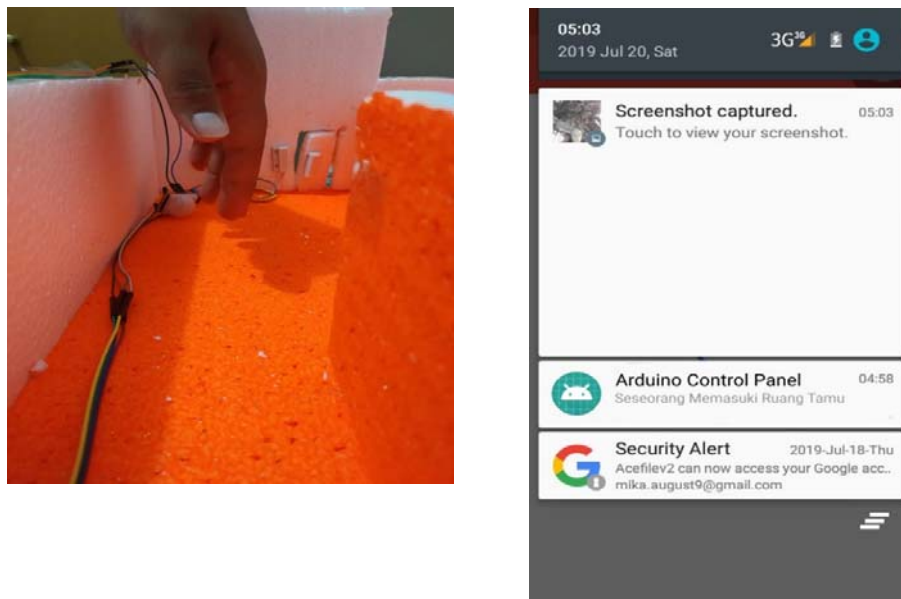 05:03
3G 3G
2019 Jul 20, Sat
Screenshot captured. 05:03
Touch to view your screenshot.
Arduino Control Panel 04:58
Seseorang Memasuki Ruang Tamu
Security Alert 2019-Jul-18-Thu
Acefilev2 can now access your Google acc..
mika.august9@gmail.com